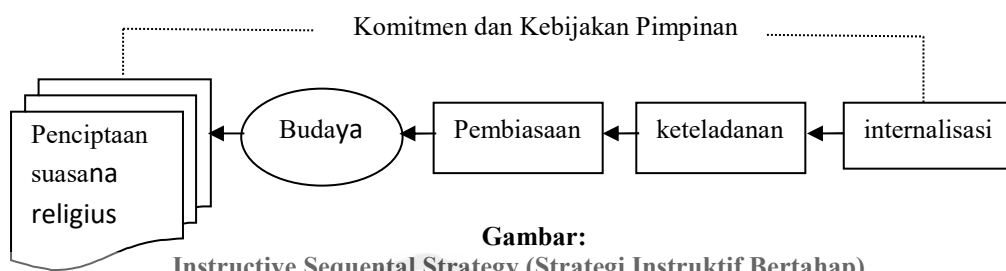 Komitmen dan Kebijakan Pimpinan
Penciptaan
suasana
religius
Budaya
Pembiasaan
keteladanan
internalisasi
Gambar:
Instructive Sequental Strategy (Strategi Instruktif Bertahap)